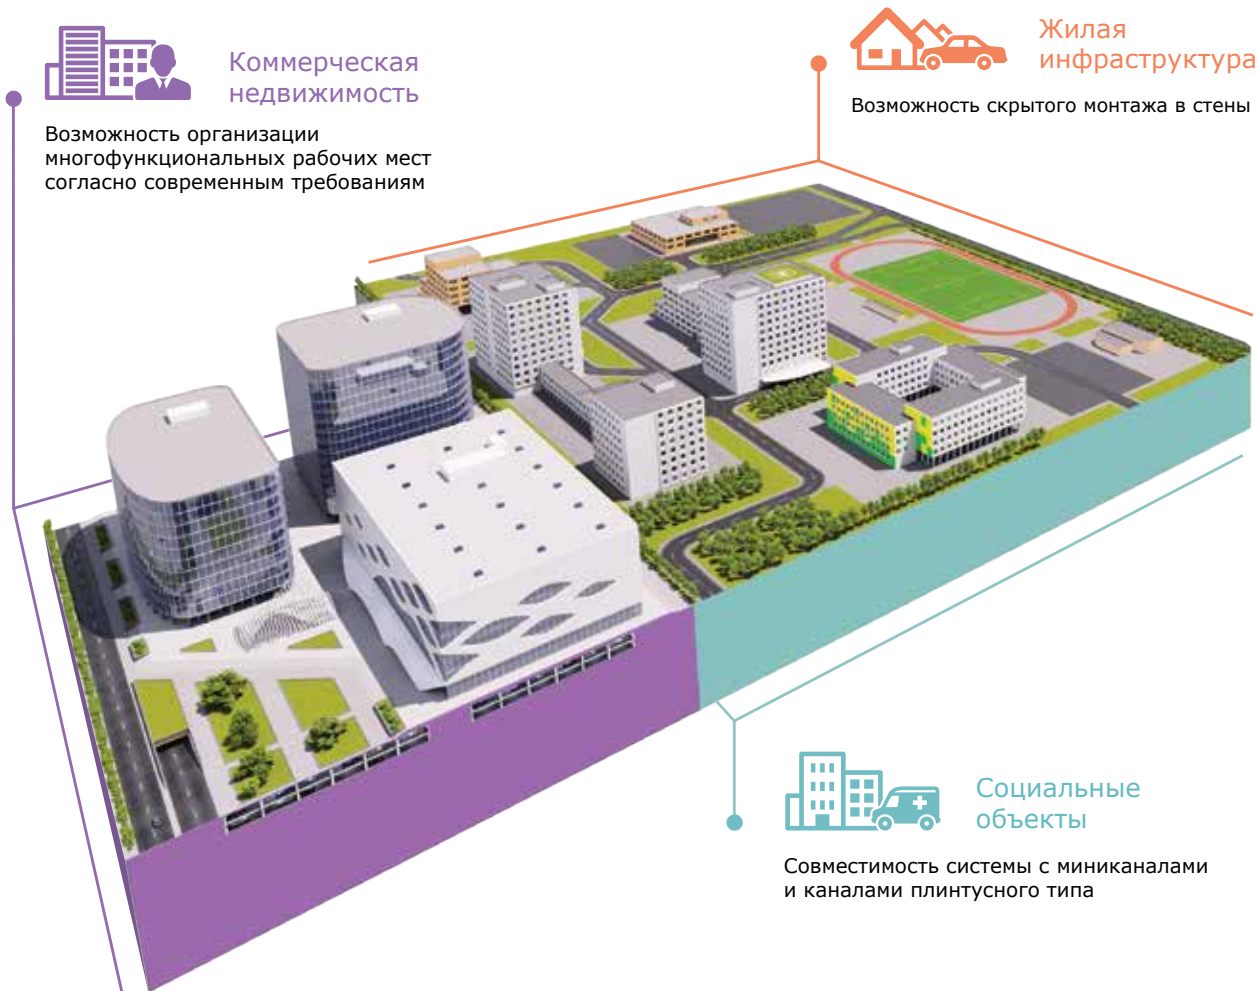 Коммерческая
недвижимость
Возможность организации
многофункциональных рабочих мест
согласно современным требованиям
Жилая
инфраструктура
Возможность скрытого монтажа в стены
Социальные
объекты
Совместимость системы с миниканалами
и каналами плинтусного типа